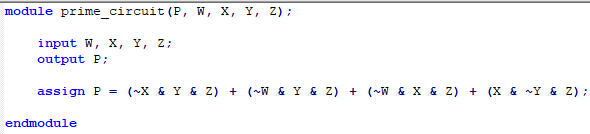 module prime_circuit(P, W, X, Y, Z);
input W, X, Y, Z;
output P;
assign P = (~X & Y & Z) + (~W & Y & Z) + (~W & X & Z) + (X & ~Y & Z);
endmodule